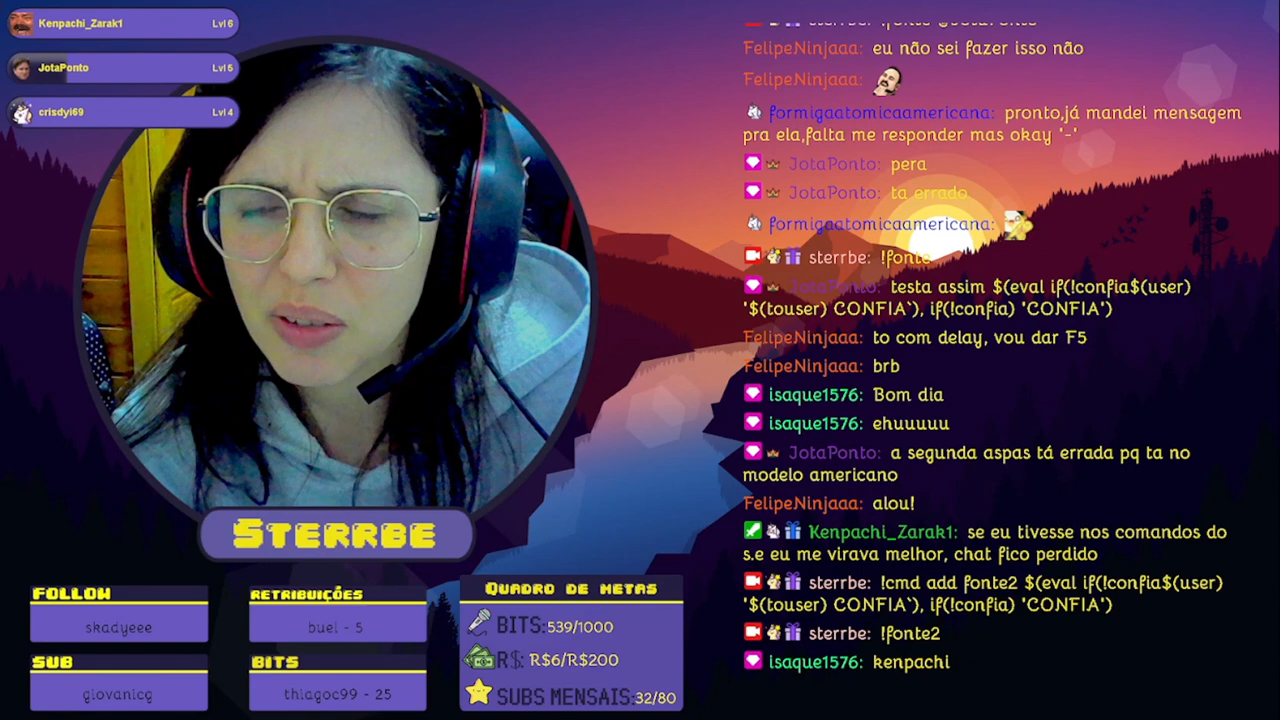 Kenpachi_Zarak1 Lvl 6
JotaPonto Lvl 5
crisdyl69 Lvl 4
STERRBE
FOLLOW
skadyeee
SUB
giovanicg
RETRIBUIÇÕES
buel - 5
BITS
thiagoc99 - 25
QUADRO DE METAS
BITS:539/1000
R$: R$6/R$200
SUBS MENSAIS:32/80
FelipeNinjaaa: eu não sei fazer isso não
FelipeNinjaaa:
formigaatomicaamericana: pronto,já mandei mensagem
pra ela,falta me responder mas okay '-'
JotaPonto: pera
JotaPonto: ta errado
formigaatomicaamericana:
sterrbe: !fonte
JotaPonto: testa assim $(eval if(!confia$(user)
'$(touser) CONFIA`), if(!confia) 'CONFIA')
FelipeNinjaaa: to com delay, vou dar F5
FelipeNinjaaa: brb
isaque1576: Bom dia
isaque1576: ehuuuuu
JotaPonto: a segunda aspas tá errada pq ta no
modelo americano
FelipeNinjaaa: alou!
Kenpachi_Zarak1: se eu tivesse nos comandos do
s.e eu me virava melhor, chat fico perdido
sterrbe: !cmd add fonte2 $(eval if(!confia$(user)
'$(touser) CONFIA`), if(!confia) 'CONFIA')
sterrbe: !fonte2
isaque1576: kenpachi